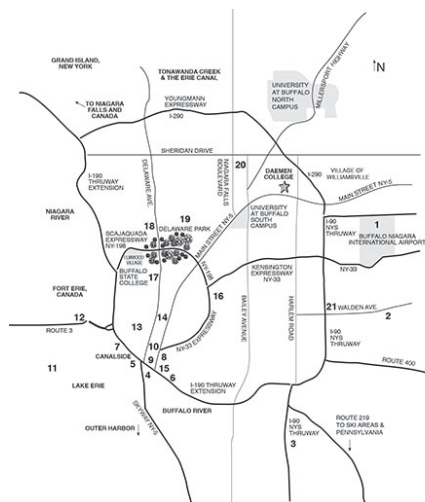 GRAND ISLAND,
NEW YORK
TONAWANDA CREEK
& THE ERIE CANAL
MILLERSPORT HIGHWAY
N
UNIVERSITY
AT BUFFALO
NORTH
CAMPUS
TO NIAGARA
FALLS AND
CANADA
YOUNGMANN
EXPRESSWAY
I-290
SHERIDAN DRIVE
I-190
THRUWAY
EXTENSION
DELAWARE AVE.
NIAGARA FALLS
BOULEVARD
20
DAEMEN
COLLEGE
I-290
VILLAGE OF
WILLIAMSVILLE
MAIN STREET NY-5
NIAGARA
RIVER
18
19
DELAWARE PARK
SCAJAQUADA
EXPRESSWAY
NY-198
MAIN STREET NY-5
UNIVERSITY
AT BUFFALO
SOUTH
CAMPUS
I-90
NYS
THRUWAY
1
BUFFALO NIAGARA
INTERNATIONAL AIRPORT
ELMWOOD
VILLAGE
BUFFALO
STATE
COLLEGE
17
NY-198
KENSINGTON
EXPRESSWAY
NY-33
NY-33
FORT ERIE,
CANADA
16
BAILEY AVENUE
HARLEM ROAD
21
WALDEN AVE.
2
12
ROUTE 3
13
14
NY-33 EXPRESSWAY
I-90
NYS
THRUWAY
7
CANALSIDE
10
5
9
8
15
4
6
ROUTE 400
11
LAKE ERIE
I-190 THRUWAY
EXTENSION
BUFFALO RIVER
SKYWAY NY-5
OUTER HARBOR
I-90
NYS
THRUWAY
3
ROUTE 219
TO SKI AREAS &
PENNSYLVANIA